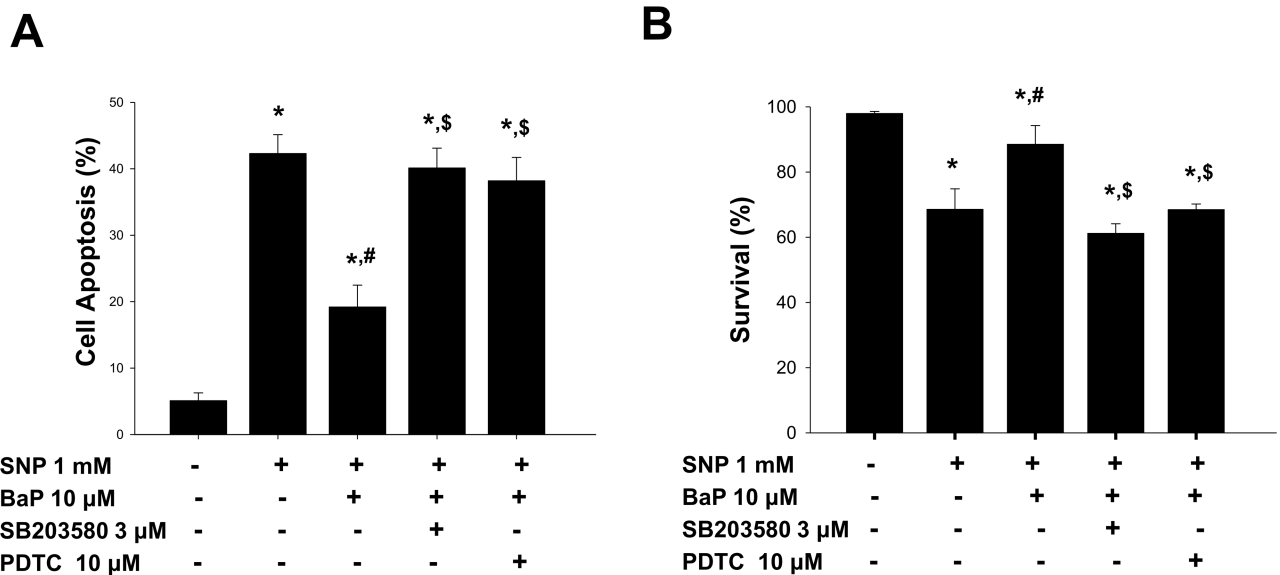 A
50
40
30
20
10
0
Cell Apoptosis (%)
*
*,#
*,$
*,$
SNP 1 mM - + + + +
BaP 10 µM - - + + +
SB203580 3 µM - - - + -
PDTC 10 µM - - - - +
B
100
80
60
40
20
0
Survival (%)
*
*,#
*,$
*,$
SNP 1 mM - + + + +
BaP 10 µM - - + + +
SB203580 3 µM - - - + -
PDTC 10 µM - - - - +